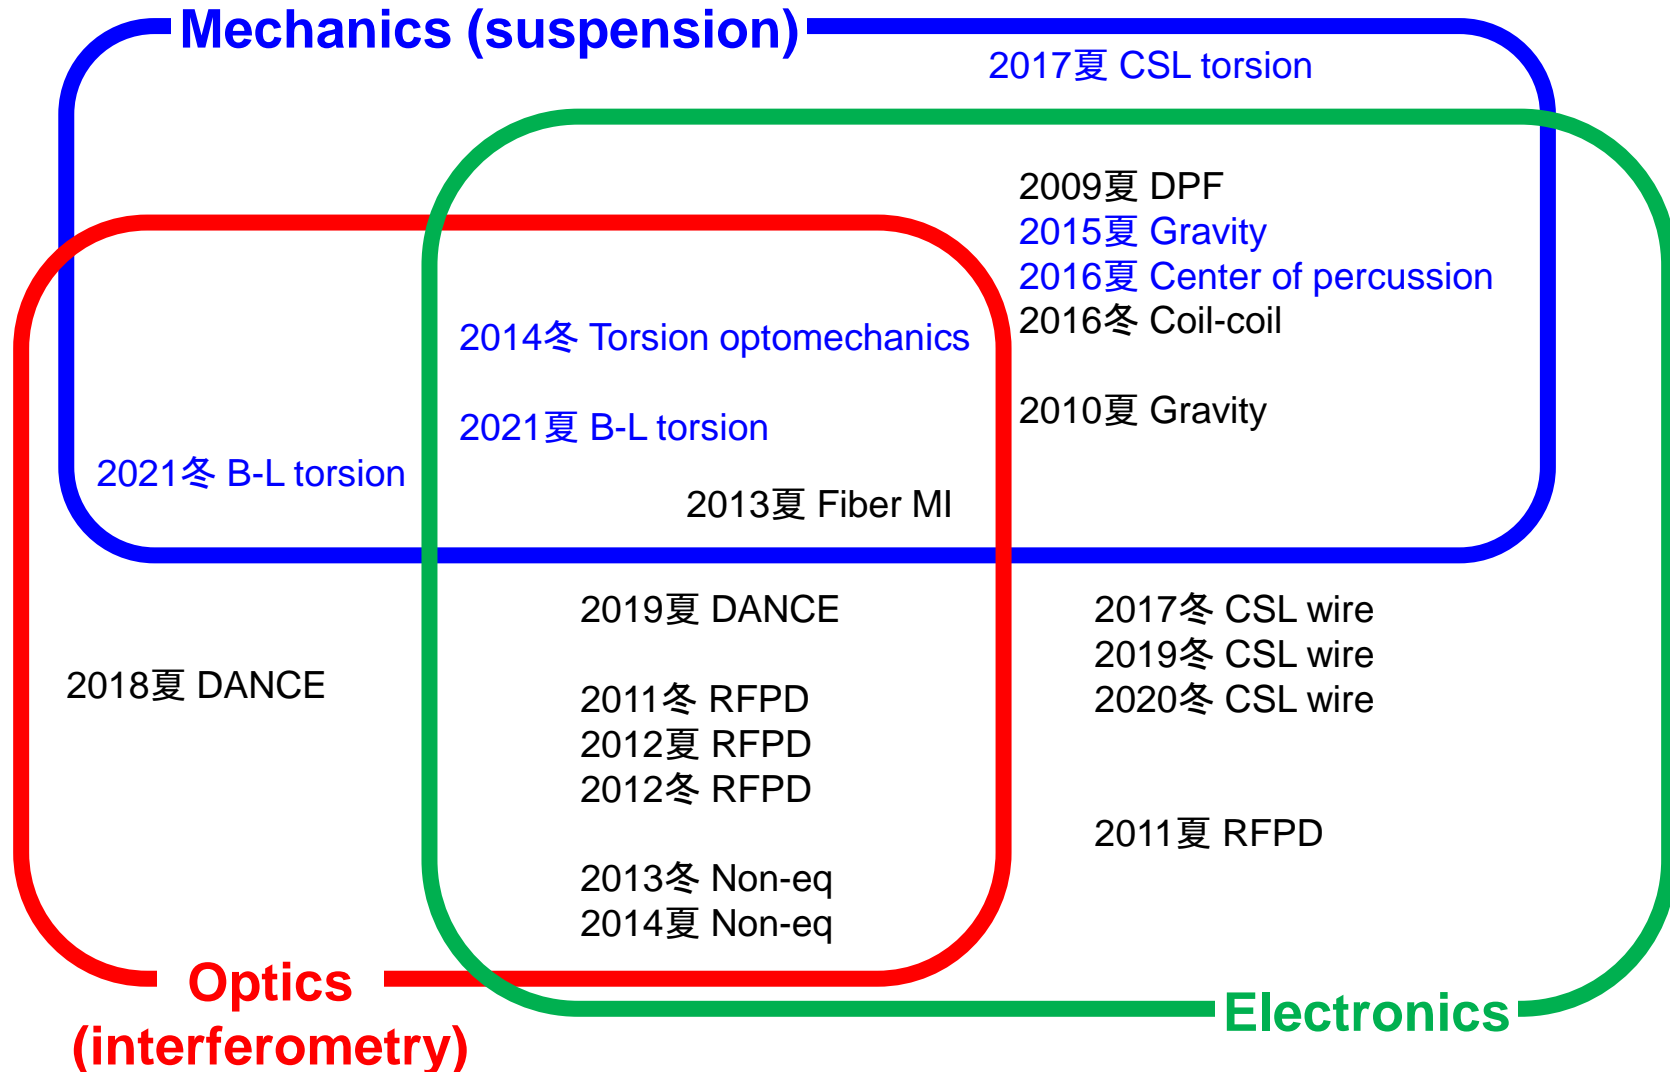 Mechanics (suspension)
2017夏 CSL torsion
2009夏 DPF
2015夏 Gravity
2016夏 Center of percussion
2016冬 Coil-coil
2010夏 Gravity
2014冬 Torsion optomechanics
2021夏 B-L torsion
2021冬 B-L torsion
2013夏 Fiber MI
2019夏 DANCE
2018夏 DANCE
2011冬 RFPD
2012夏 RFPD
2012冬 RFPD
2013冬 Non-eq
2014夏 Non-eq
2017冬 CSL wire
2019冬 CSL wire
2020冬 CSL wire
2011夏 RFPD
Optics
(interferometry)
Electronics